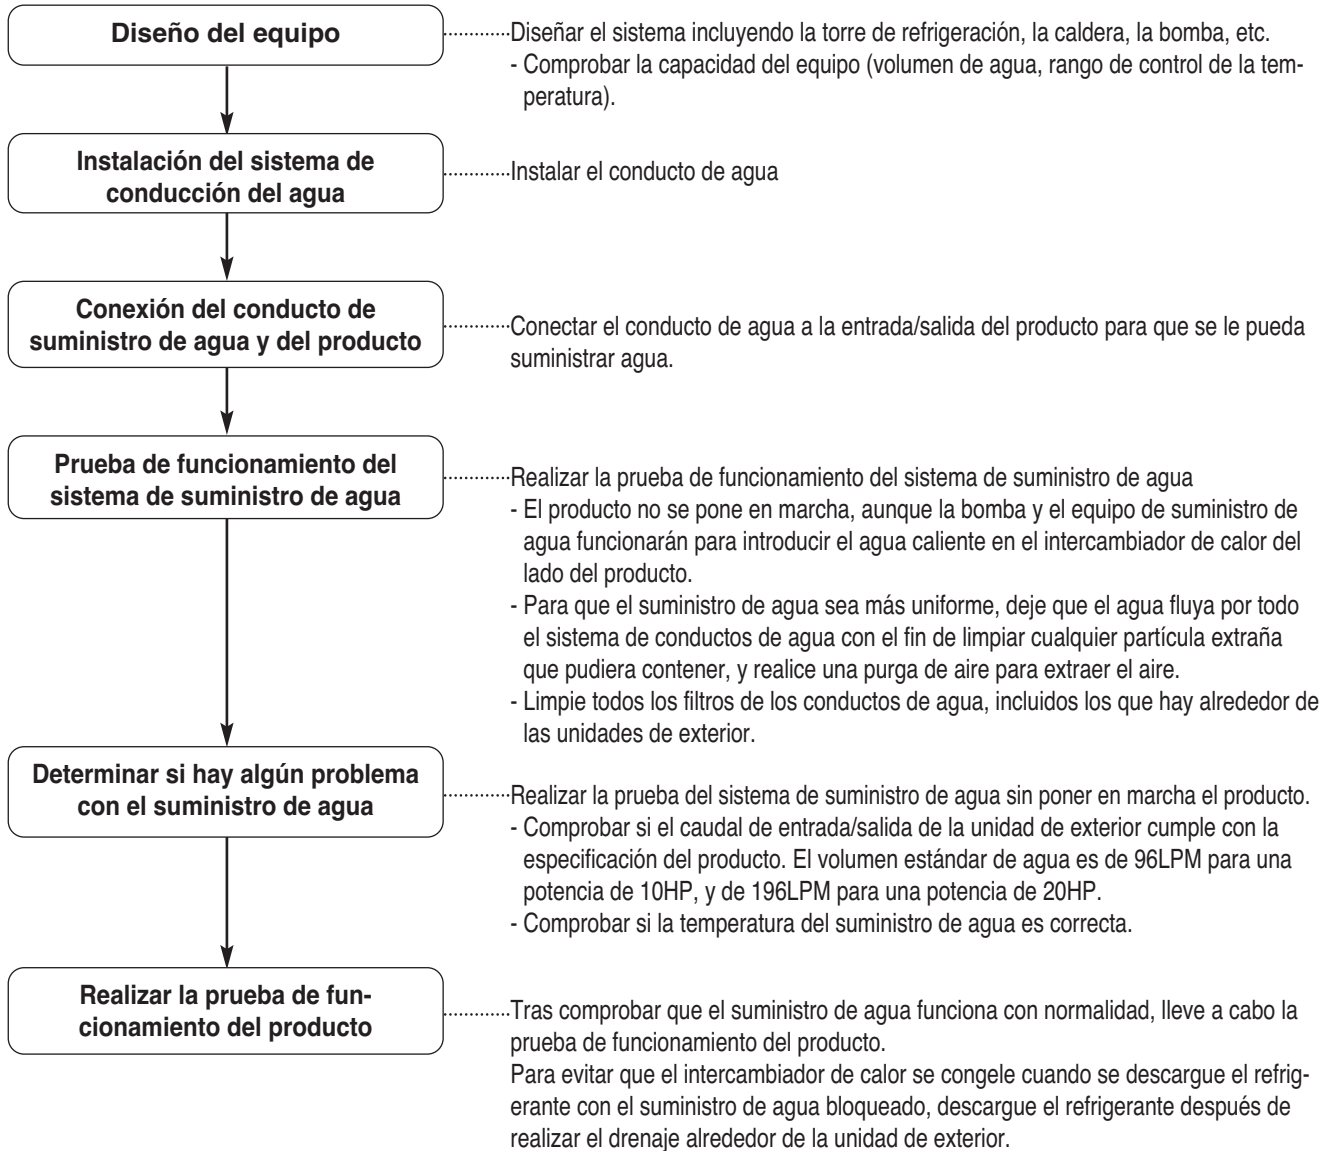 Diseño del equipo
Diseñar el sistema incluyendo la torre de refrigeración, la caldera, la bomba, etc.
- Comprobar la capacidad del equipo (volumen de agua, rango de control de la tem-
peratura).
Instalación del sistema de
conducción del agua
Instalar el conducto de agua
Conexión del conducto de
suministro de agua y del producto
Conectar el conducto de agua a la entrada/salida del producto para que se le pueda
suministrar agua.
Prueba de funcionamiento del
sistema de suministro de agua
Realizar la prueba de funcionamiento del sistema de suministro de agua
- El producto no se pone en marcha, aunque la bomba y el equipo de suministro de
agua funcionarán para introducir el agua caliente en el intercambiador de calor del
lado del producto.
- Para que el suministro de agua sea más uniforme, deje que el agua fluya por todo
el sistema de conductos de agua con el fin de limpiar cualquier partícula extraña
que pudiera contener, y realice una purga de aire para extraer el aire.
- Limpie todos los filtros de los conductos de agua, incluidos los que hay alrededor de
las unidades de exterior.
Determinar si hay algún problema
con el suministro de agua
Realizar la prueba del sistema de suministro de agua sin poner en marcha el producto.
- Comprobar si el caudal de entrada/salida de la unidad de exterior cumple con la
especificación del producto. El volumen estándar de agua es de 96LPM para una
potencia de 10HP, y de 196LPM para una potencia de 20HP.
- Comprobar si la temperatura del suministro de agua es correcta.
Realizar la prueba de fun-
cionamiento del producto
Tras comprobar que el suministro de agua funciona con normalidad, lleve a cabo la
prueba de funcionamiento del producto.
Para evitar que el intercambiador de calor se congele cuando se descargue el refrig-
erante con el suministro de agua bloqueado, descargue el refrigerante después de
realizar el drenaje alrededor de la unidad de exterior.